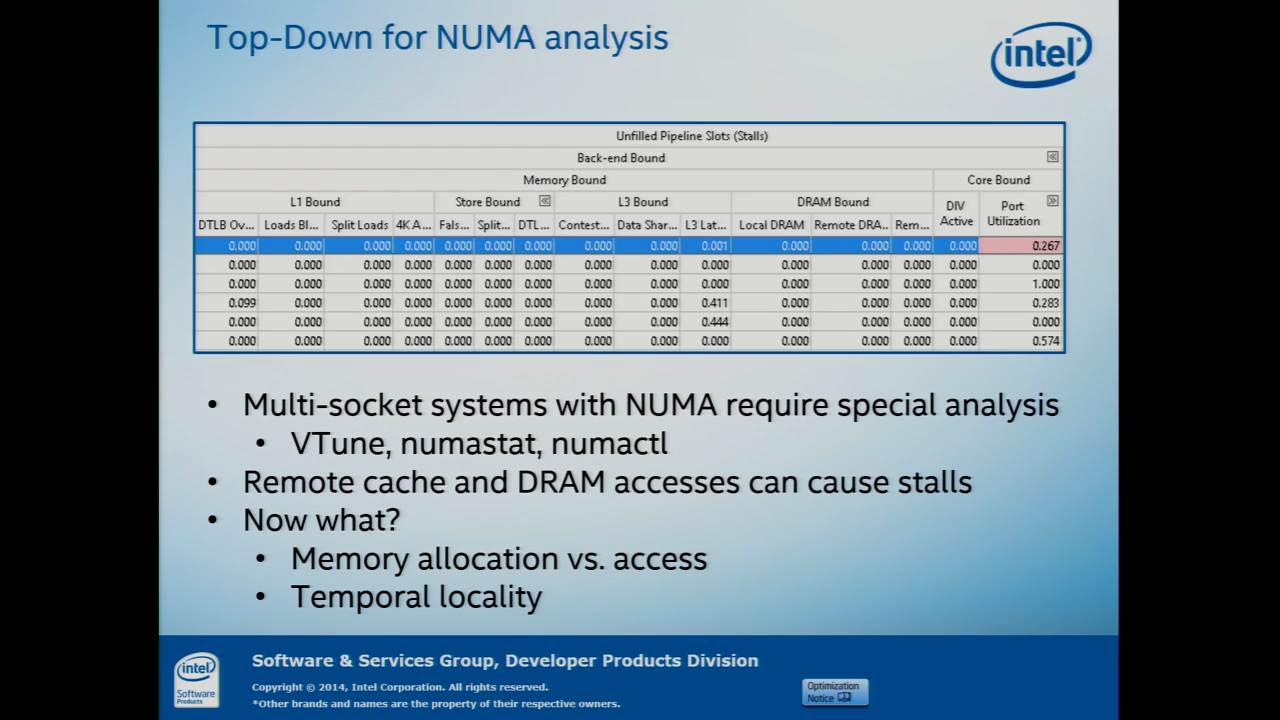 Top-Down for NUMA analysis
intel
Unfilled Pipeline Slots (Stalls)
Back-end Bound
Memory Bound Core Bound
L1 Bound Store Bound L3 Bound DRAM Bound DIV Active Port Utilization
DTLB Ov... Loads Bl... Split Loads 4K A... Fals... Split... DTL... Contest... Data Shar... L3 Lat... Local DRAM Remote DRA... Rem...
0.000 0.000 0.000 0.000 0.000 0.000 0.000 0.000 0.000 0.001 0.000 0.000 0.000 0.000 0.267
0.000 0.000 0.000 0.000 0.000 0.000 0.000 0.000 0.000 0.000 0.000 0.000 0.000 0.000 0.000
0.000 0.000 0.000 0.000 0.000 0.000 0.000 0.000 0.000 0.000 0.000 0.000 0.000 0.000 1.000
0.099 0.000 0.000 0.000 0.000 0.000 0.000 0.000 0.000 0.411 0.000 0.000 0.000 0.000 0.283
0.000 0.000 0.000 0.000 0.000 0.000 0.000 0.000 0.000 0.444 0.000 0.000 0.000 0.000 0.000
0.000 0.000 0.000 0.000 0.000 0.000 0.000 0.000 0.000 0.000 0.000 0.000 0.000 0.000 0.574
• Multi-socket systems with NUMA require special analysis
• VTune, numastat, numactl
• Remote cache and DRAM accesses can cause stalls
• Now what?
• Memory allocation vs. access
• Temporal locality
intel
Software
Products
Software & Services Group, Developer Products Division
Copyright © 2014, Intel Corporation. All rights reserved.
*Other brands and names are the property of their respective owners.
Optimization
Notice